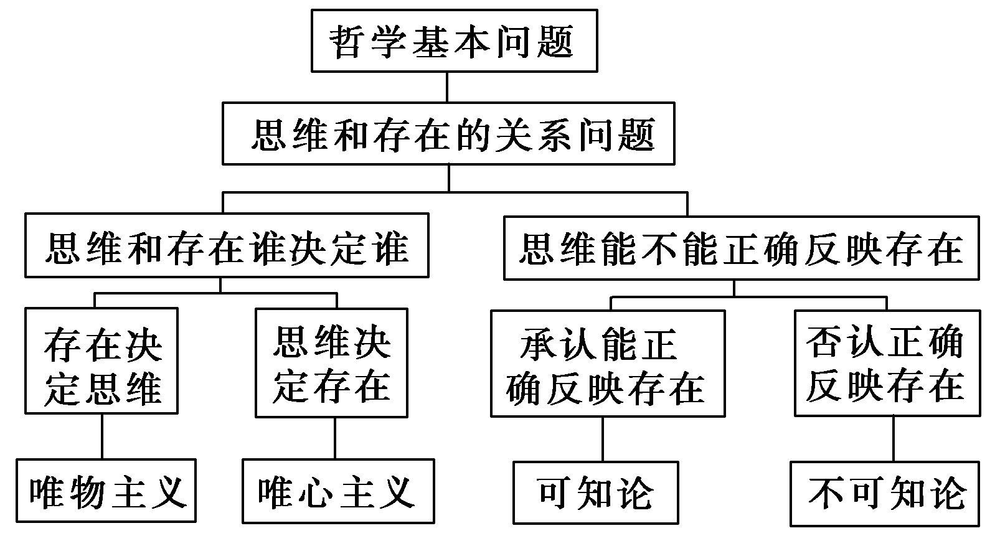 哲学基本问题
思维和存在的关系问题
思维和存在谁决定谁
思维能不能正确反映存在
存在决
定思维
思维决
定存在
承认能正
确反映存在
否认正确
反映存在
唯物主义
唯心主义
可知论
不可知论